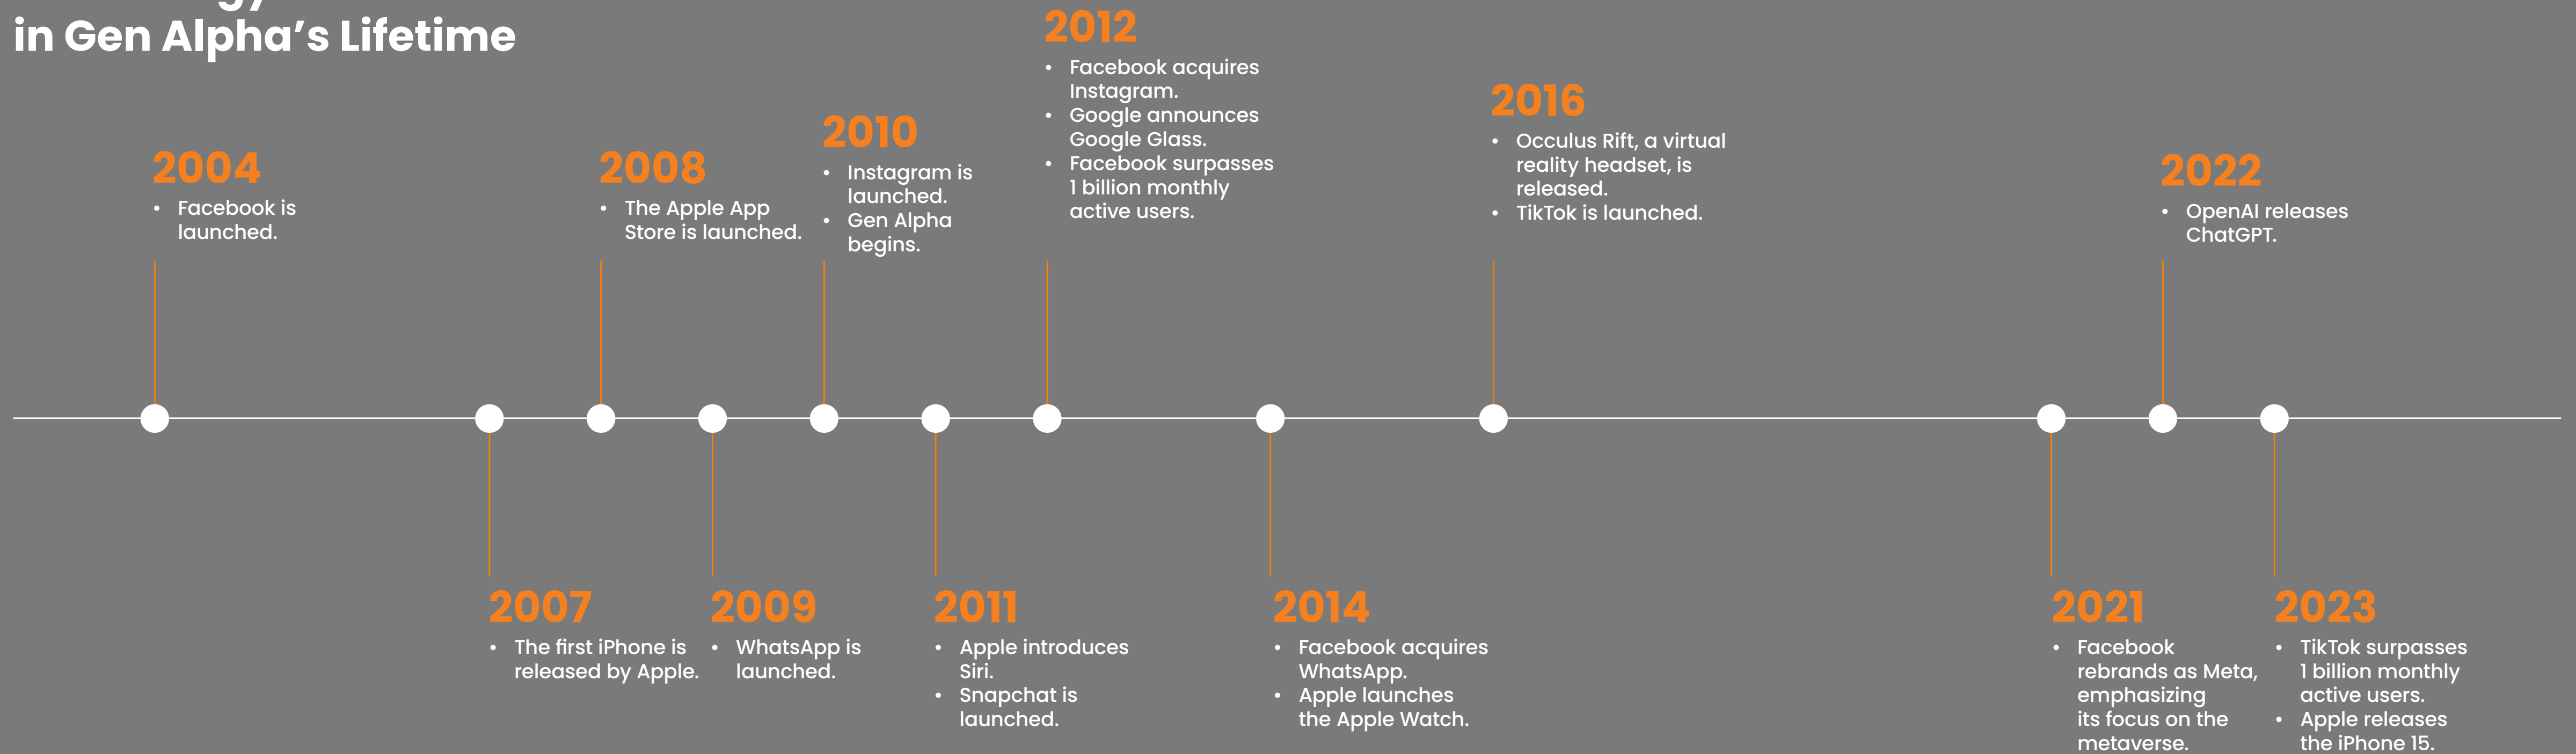 in Gen Alpha’s Lifetime
2004
• Facebook is
launched.
2007
• The first iPhone is
released by Apple.
2008
• The Apple App
Store is launched.
2009
• WhatsApp is
launched.
2010
• Instagram is
launched.
• Gen Alpha
begins.
2011
• Apple introduces
Siri.
• Snapchat is
launched.
2012
• Facebook acquires
Instagram.
• Google announces
Google Glass.
• Facebook surpasses
1 billion monthly
active users.
2014
• Facebook acquires
WhatsApp.
• Apple launches
the Apple Watch.
2016
• Occulus Rift, a virtual
reality headset, is
released.
• TikTok is launched.
2021
• Facebook
rebrands as Meta,
emphasizing
its focus on the
metaverse.
2022
• OpenAI releases
ChatGPT.
2023
• TikTok surpasses
1 billion monthly
active users.
• Apple releases
the iPhone 15.